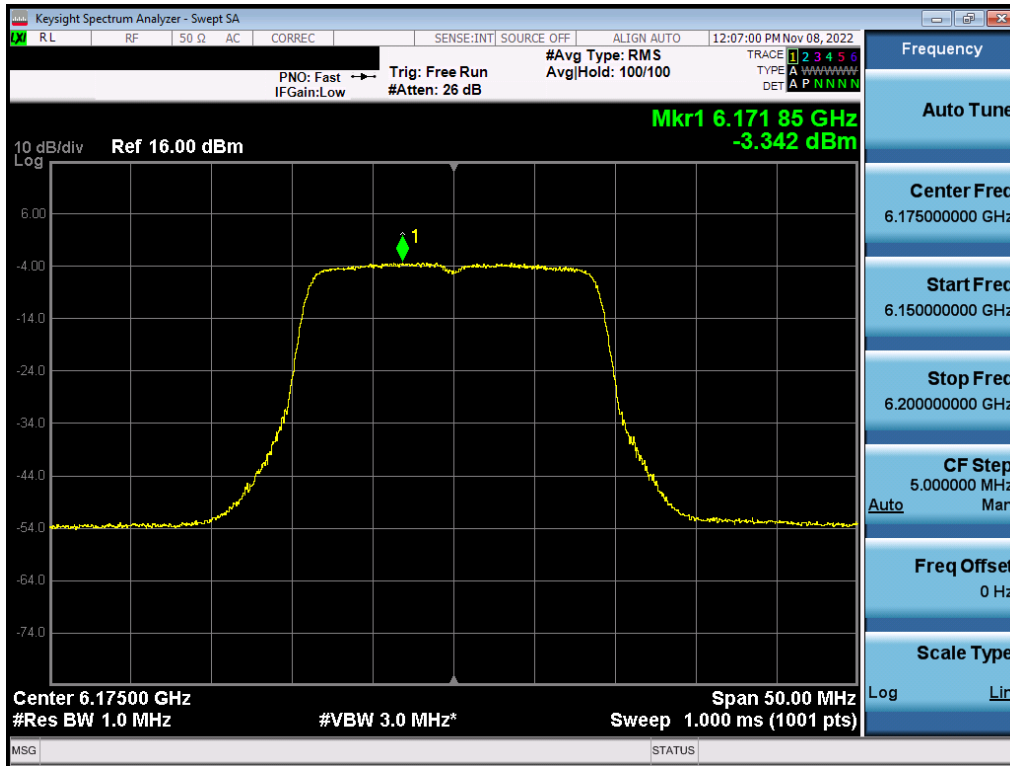 Keysight Spectrum Analyzer - Swept SA
LXI RL RF 50 Ω AC CORREC SENSE:INT SOURCE OFF ALIGN AUTO 12:07:00 PM Nov 08, 2022
PNO: Fast
IFGain:Low
Trig: Free Run
#Atten: 26 dB
#Avg Type: RMS
Avg|Hold: 100/100
TRACE 1 2 3 4 5 6
TYPE A WWWWW
DET A P N N N N
Mkr1 6.171 85 GHz
-3.342 dBm
10 dB/div Ref 16.00 dBm
Log
1
6.00
-4.00
-14.0
-24.0
-34.0
-44.0
-54.0
-64.0
-74.0
Center 6.17500 GHz Span 50.00 MHz
#Res BW 1.0 MHz #VBW 3.0 MHz* Sweep 1.000 ms (1001 pts)
MSG STATUS
Frequency
Auto Tune
Center Freq
6.175000000 GHz
Start Freq
6.150000000 GHz
Stop Freq
6.200000000 GHz
CF Step
5.000000 MHz
Auto Man
Freq Offset
0 Hz
Scale Type
Log Lin